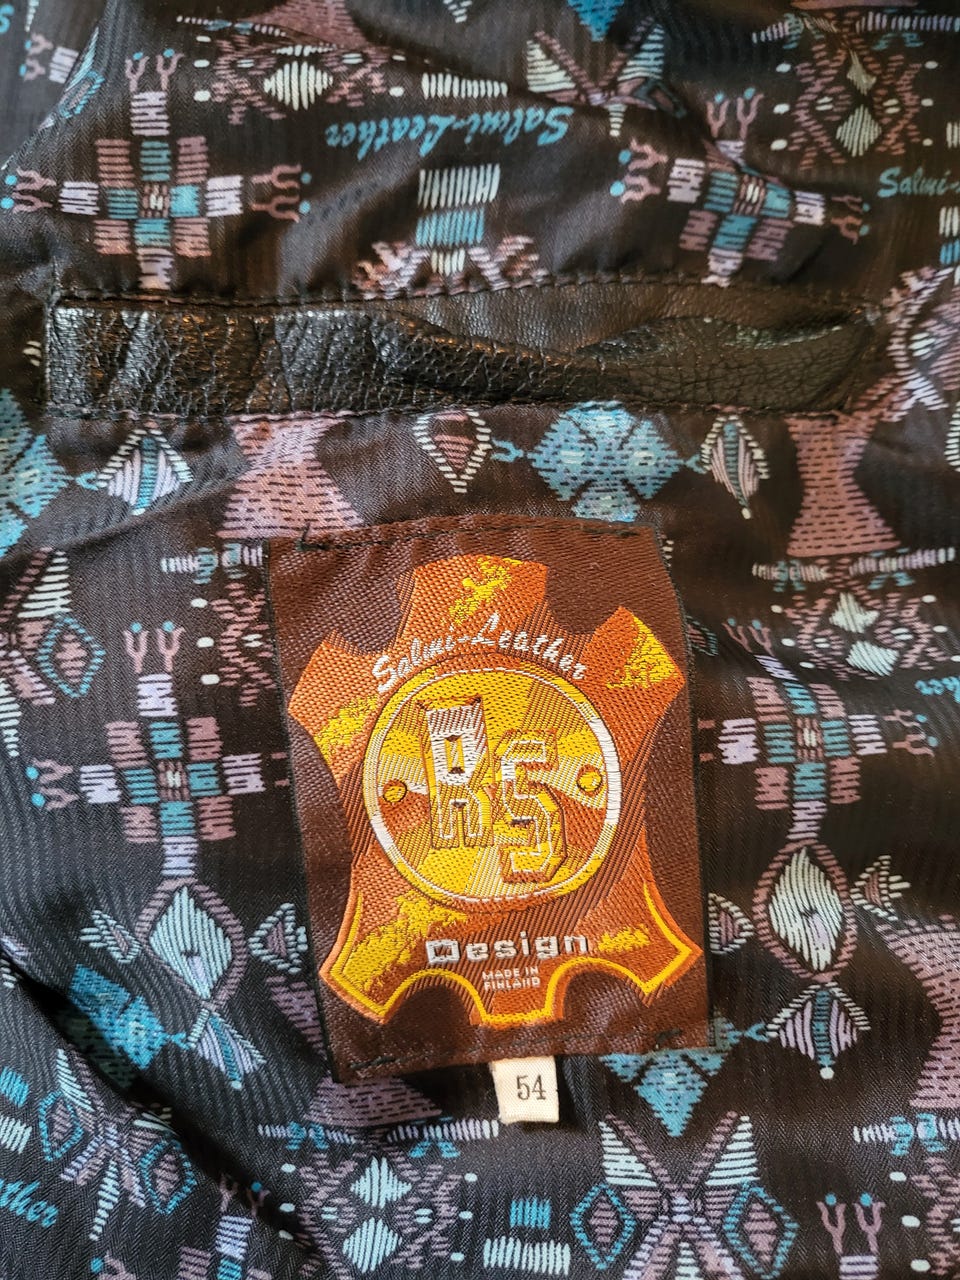 Salmi-Leather
Salmi-
Salmi-Leather
RS
Design
MADE IN
FINLAND
54
Leather